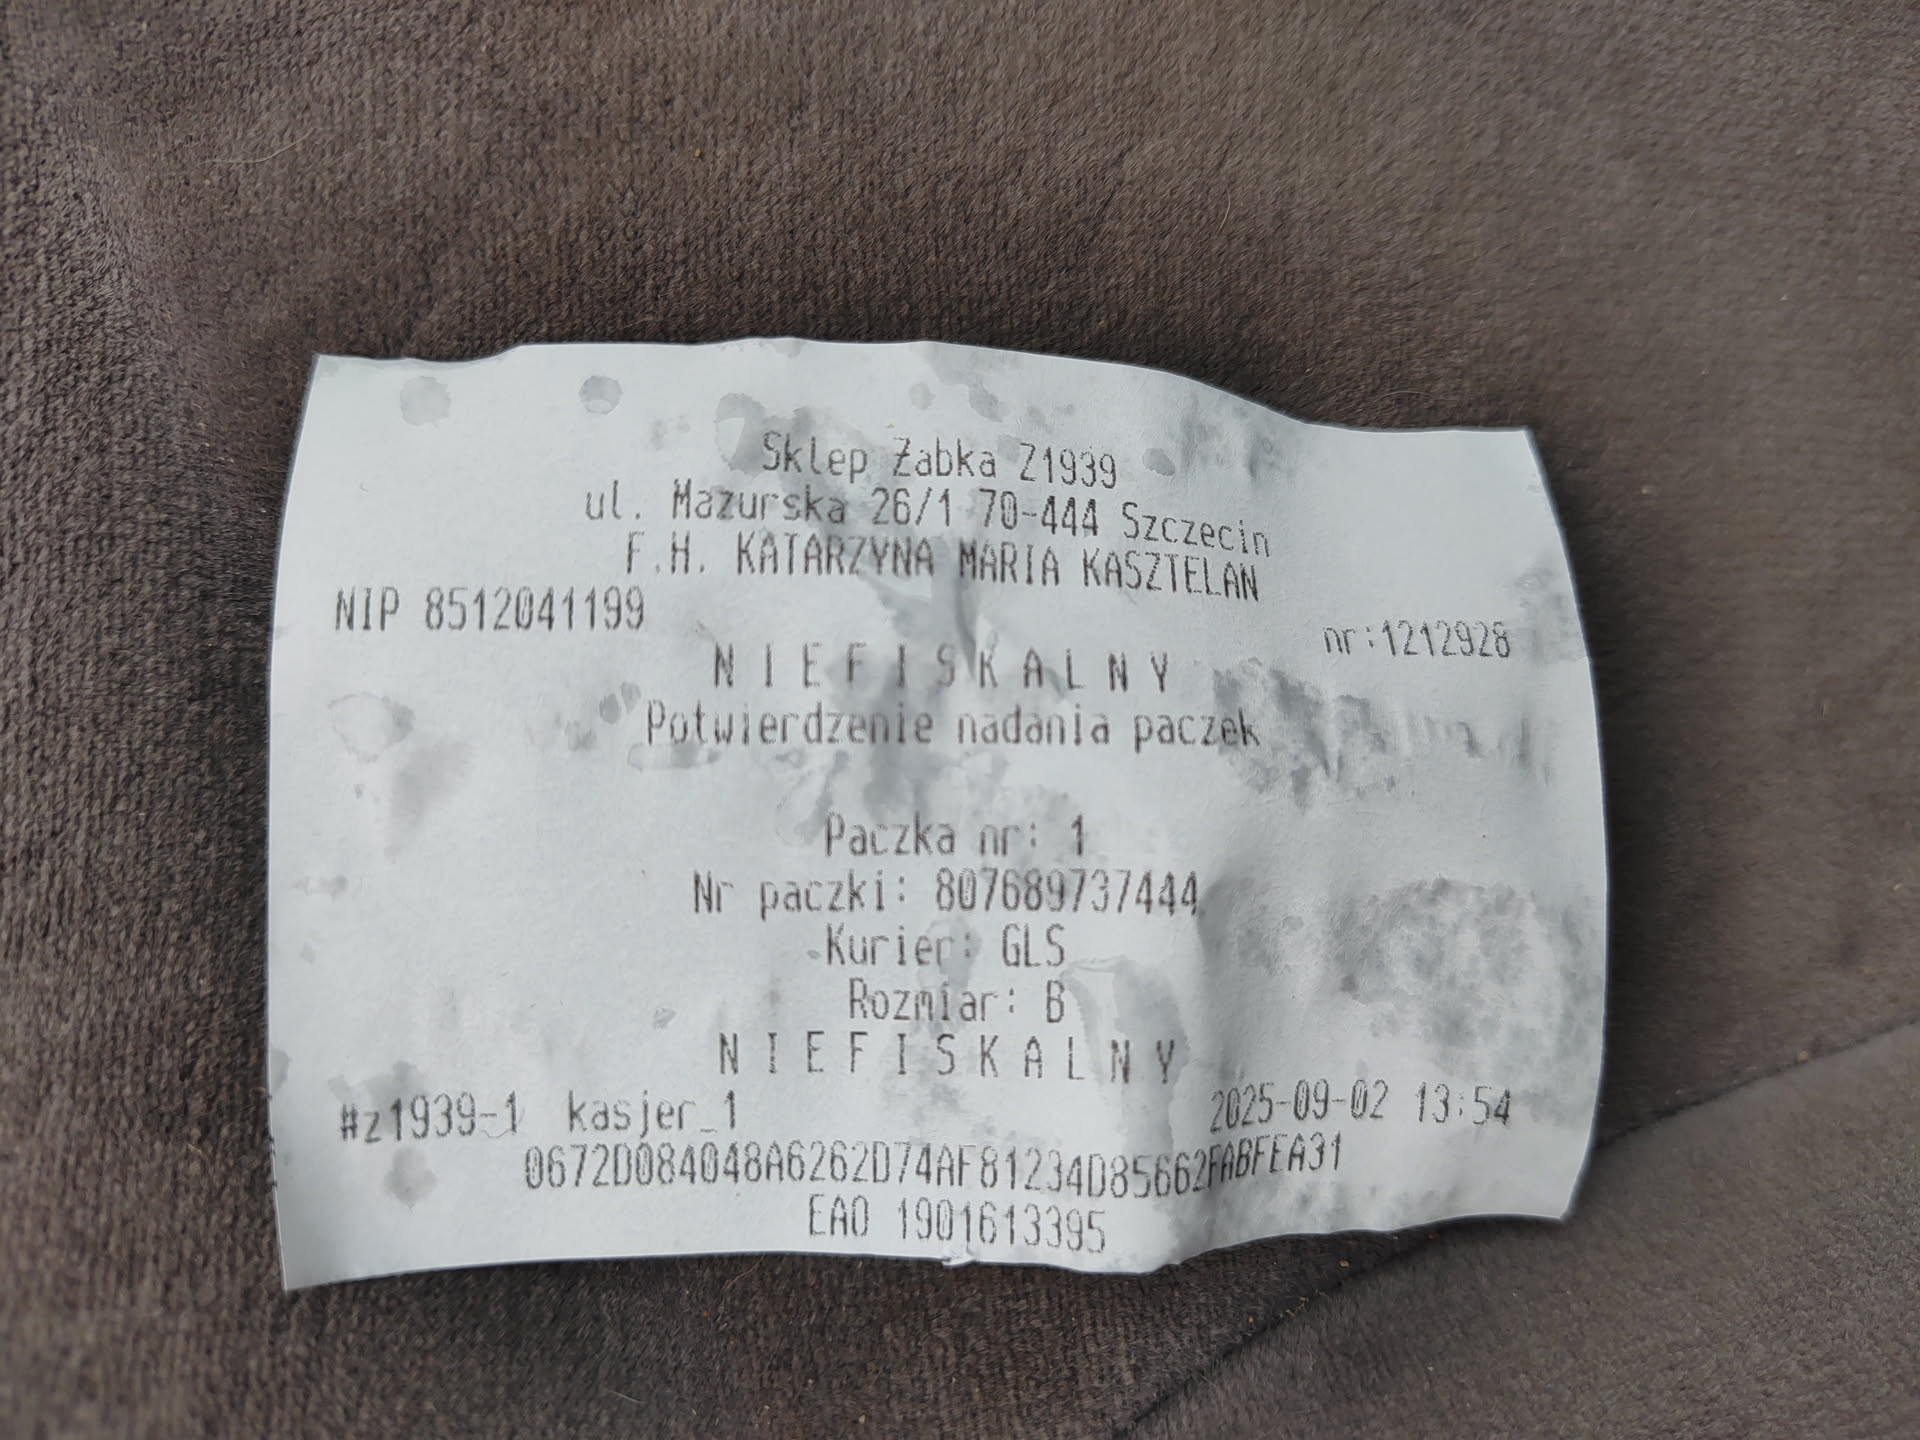 Sklep Żabka Z1939
ul. Mazurska 26/1 70-444 Szczecin
F.H. KATARZYNA MARIA KASZTELAN
NIP 8512041199
nr:1212928
N I E F I S K A L N Y
Potwierdzenie nadania paczek
Paczka nr: 1
Nr paczki: 807689737444
Kurier: GLS
Rozmiar: B
N I E F I S K A L N Y
#z1939-1 kasjer_1 2025-09-02 13:54
0672D084048A6262D74AF81234D85662FABFEA31
EAO 1901613395